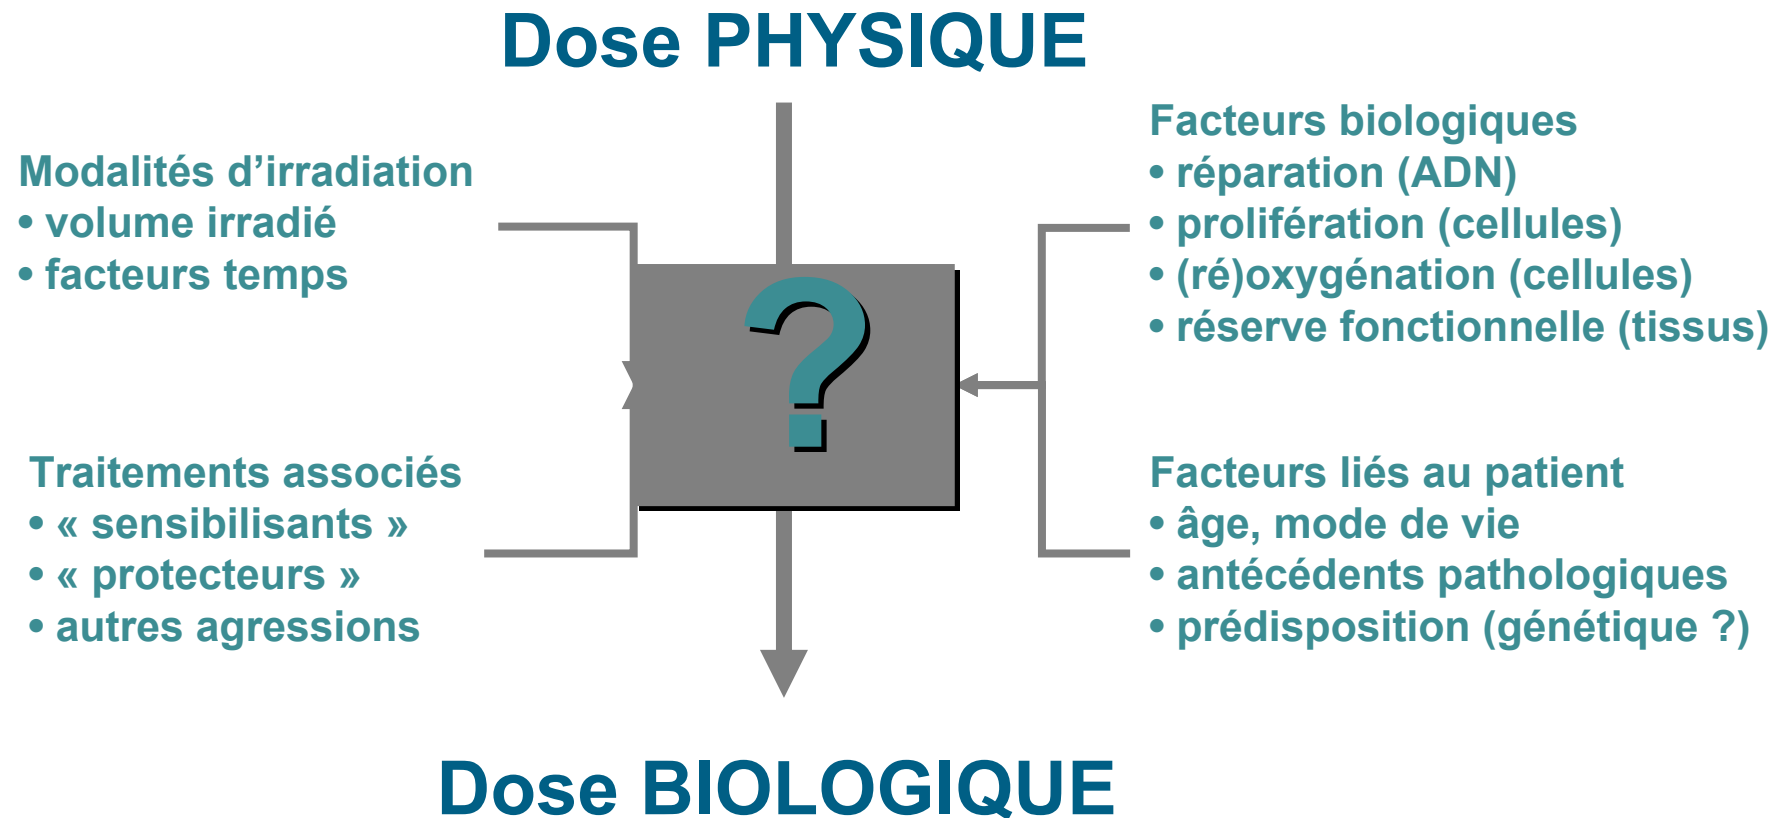 Dose PHYSIQUE
Modalités d’irradiation
• volume irradié
• facteurs temps
Facteurs biologiques
• réparation (ADN)
• prolifération (cellules)
• (ré)oxygénation (cellules)
• réserve fonctionnelle (tissus)
?
Traitements associés
• « sensibilisants »
• « protecteurs »
• autres agressions
Facteurs liés au patient
• âge, mode de vie
• antécédents pathologiques
• prédisposition (génétique ?)
Dose BIOLOGIQUE